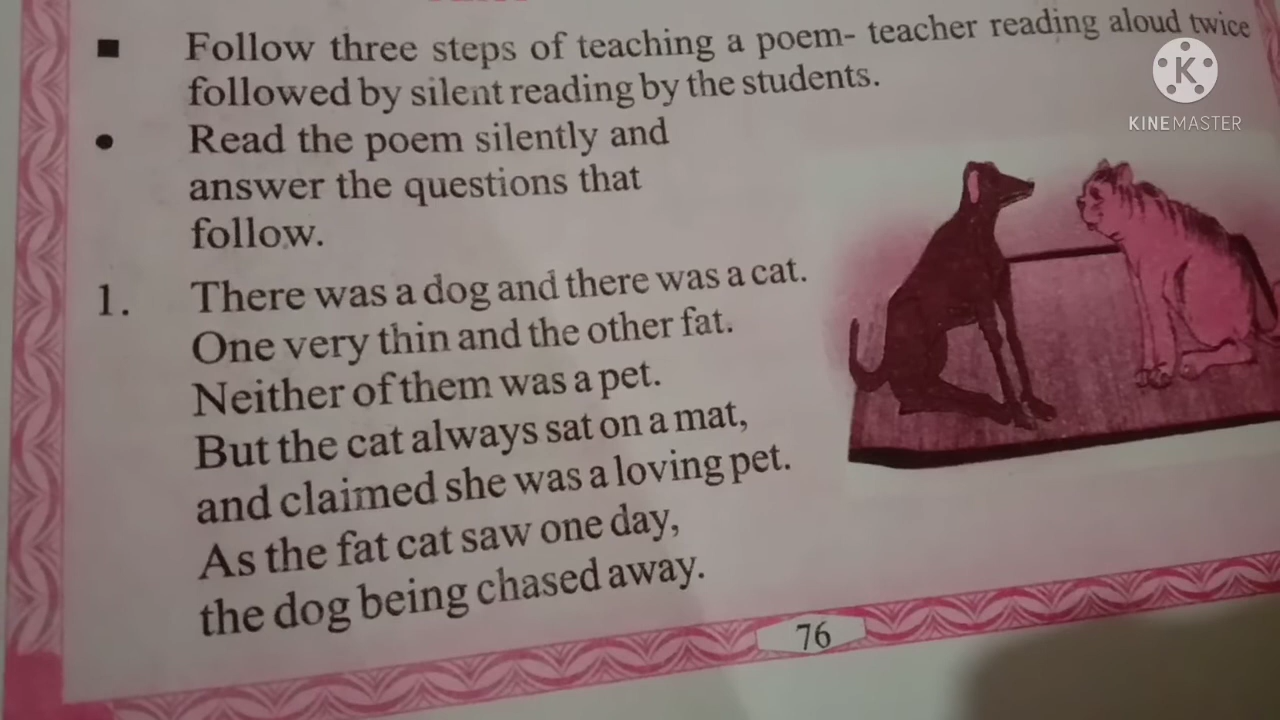 ■ Follow three steps of teaching a poem- teacher reading aloud twice
followed by silent reading by the students.
● Read the poem silently and
answer the questions that
follow.
1. There was a dog and there was a cat.
One very thin and the other fat.
Neither of them was a pet.
But the cat always sat on a mat,
and claimed she was a loving pet.
As the fat cat saw one day,
the dog being chased away.
76
K
KINEMASTER